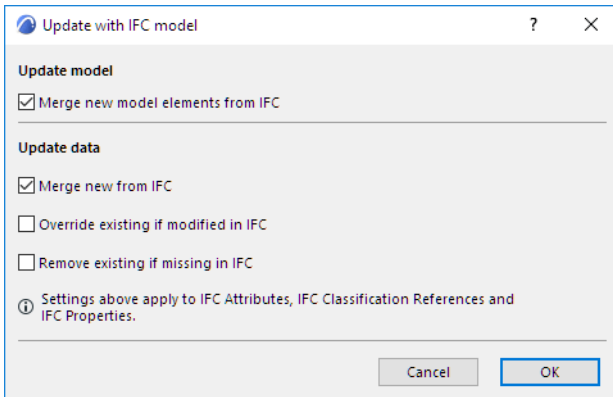 Update with IFC model
?
Update model
Merge new model elements from IFC
Update data
Merge new from IFC
Override existing if modified in IFC
Remove existing if missing in IFC
Settings above apply to IFC Attributes, IFC Classification References and
IFC Properties.
Cancel
OK